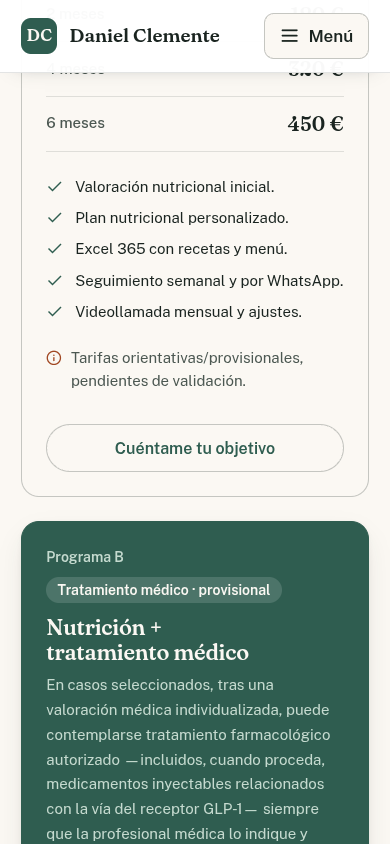 DC Daniel Clemente Menú
6 meses 450 €
Valoración nutricional inicial.
Plan nutricional personalizado.
Excel 365 con recetas y menú.
Seguimiento semanal y por WhatsApp.
Videollamada mensual y ajustes.
Tarifas orientativas/provisionales,
pendientes de validación.
Cuéntame tu objetivo
Programa B
Tratamiento médico · provisional
Nutrición +
tratamiento médico
En casos seleccionados, tras una
valoración médica individualizada, puede
contemplarse tratamiento farmacológico
autorizado —incluidos, cuando proceda,
medicamentos inyectables relacionados
con la vía del receptor GLP-1— siempre
que la profesional médica lo indique y